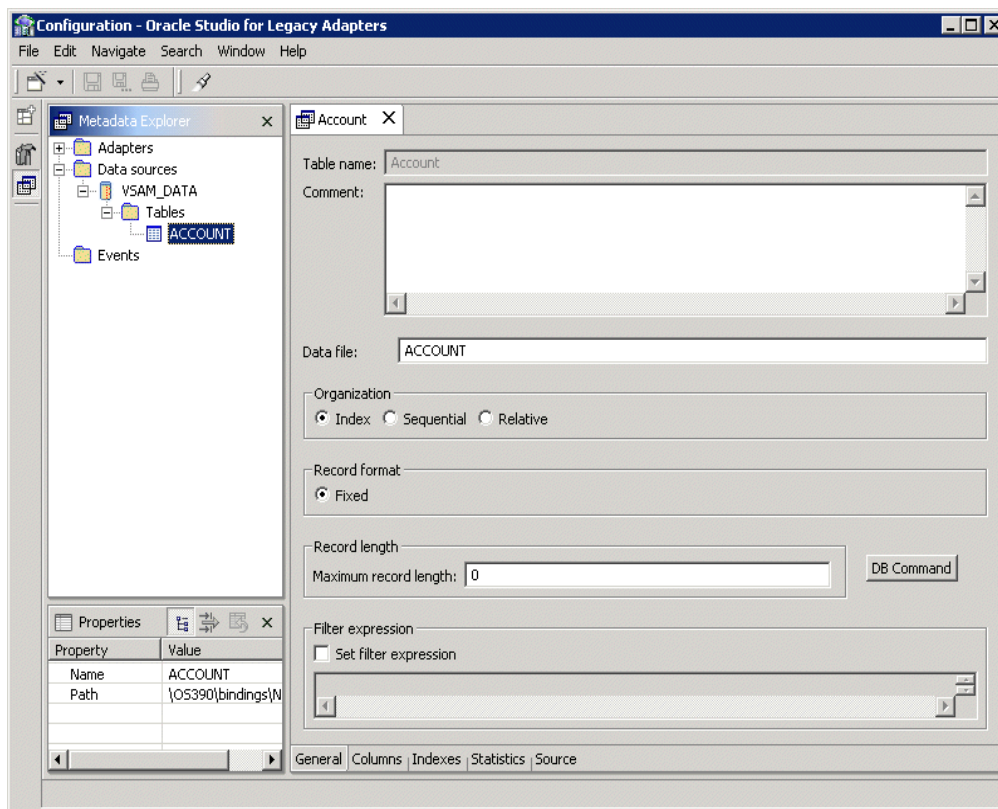 Configuration - Oracle Studio for Legacy Adapters
File Edit Navigate Search Window Help
Metadata Explorer
Adapters
Data sources
VSAM_DATA
Tables
ACCOUNT
Events
Account
Table name: Account
Comment:
Data file: ACCOUNT
Organization
Index Sequential Relative
Record format
Fixed
Record length
Maximum record length: 0
DB Command
Filter expression
Set filter expression
General Columns Indexes Statistics Source
Properties
Property Value
Name ACCOUNT
Path \OS390\bindings\N